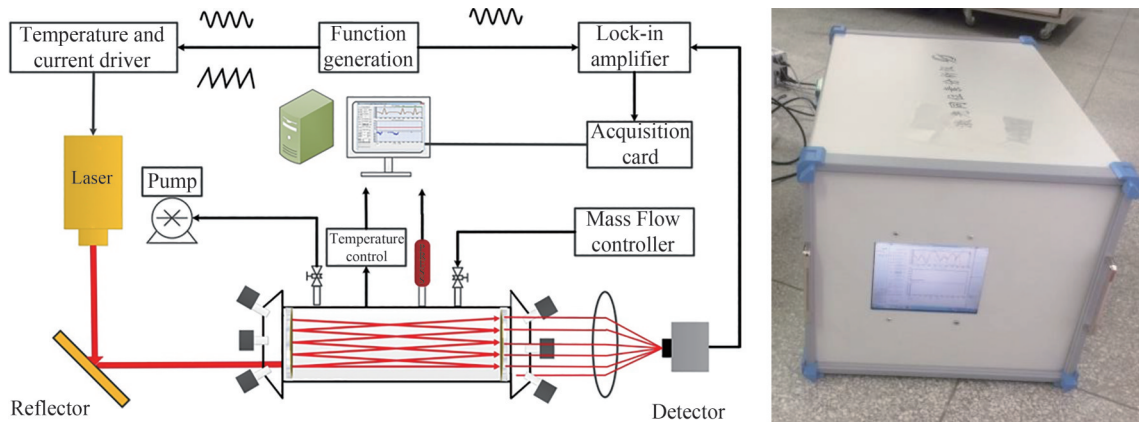 Temperature and
current driver
Function
generation
Lock-in
amplifier
Acquisition
card
Laser
Pump
Temperature
control
Mass Flow
controller
Reflector
Detector